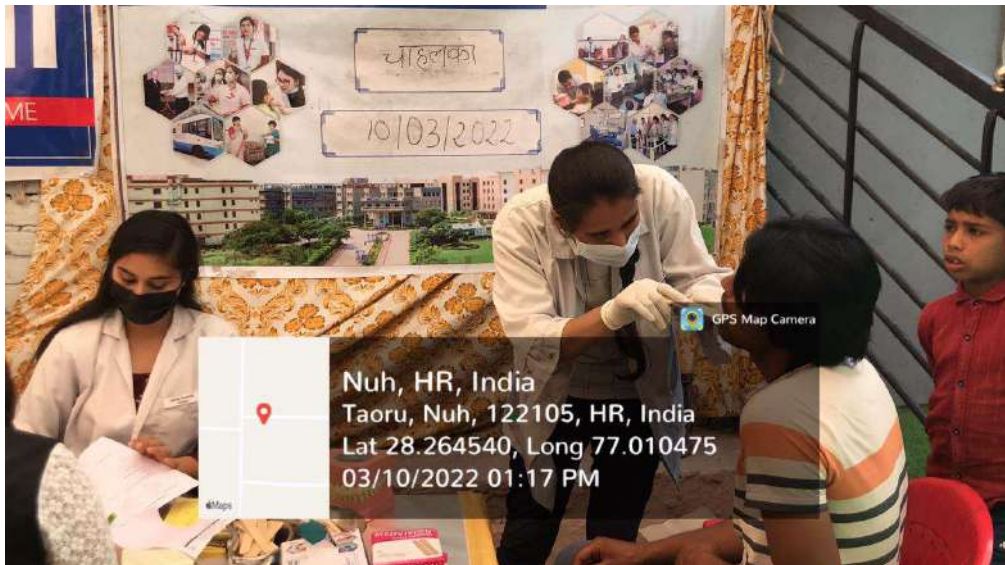 ME
चाहलका
10/03/2022
GPS Map Camera
Nuh, HR, India
Taoru, Nuh, 122105, HR, India
Lat 28.264540, Long 77.010475
03/10/2022 01:17 PM
Maps